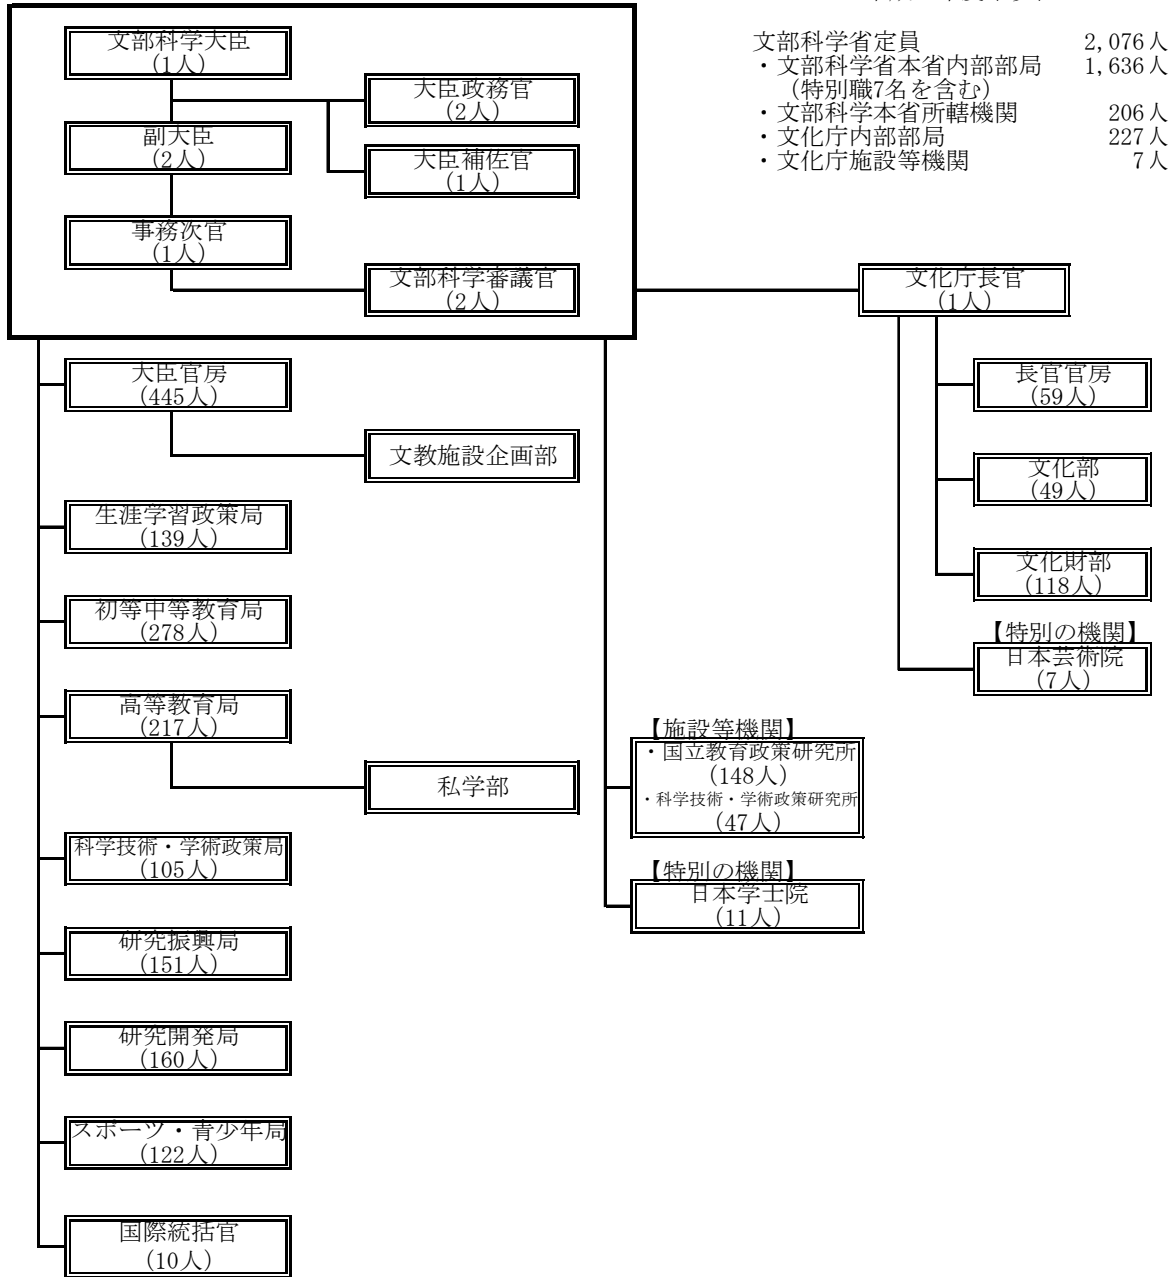 文部科学大臣
(1人)
大臣政務官
(2人)
副大臣
(2人)
大臣補佐官
(1人)
事務次官
(1人)
文部科学審議官
(2人)
文部科学省定員 2,076人
・文部科学省本省内部部局 1,636人
(特別職7名を含む)
・文部科学本省所轄機関 206人
・文化庁内部部局 227人
・文化庁施設等機関 7人
文化庁長官
(1人)
長官官房
(59人)
文化部
(49人)
文化財部
(118人)
【特別の機関】
日本芸術院
(7人)
大臣官房
(445人)
文教施設企画部
生涯学習政策局
(139人)
初等中等教育局
(278人)
高等教育局
(217人)
私学部
科学技術・学術政策局
(105人)
研究振興局
(151人)
研究開発局
(160人)
スポーツ・青少年局
(122人)
国際統括官
(10人)
【施設等機関】
・国立教育政策研究所
(148人)
・科学技術・学術政策研究所
(47人)
【特別の機関】
日本学士院
(11人)